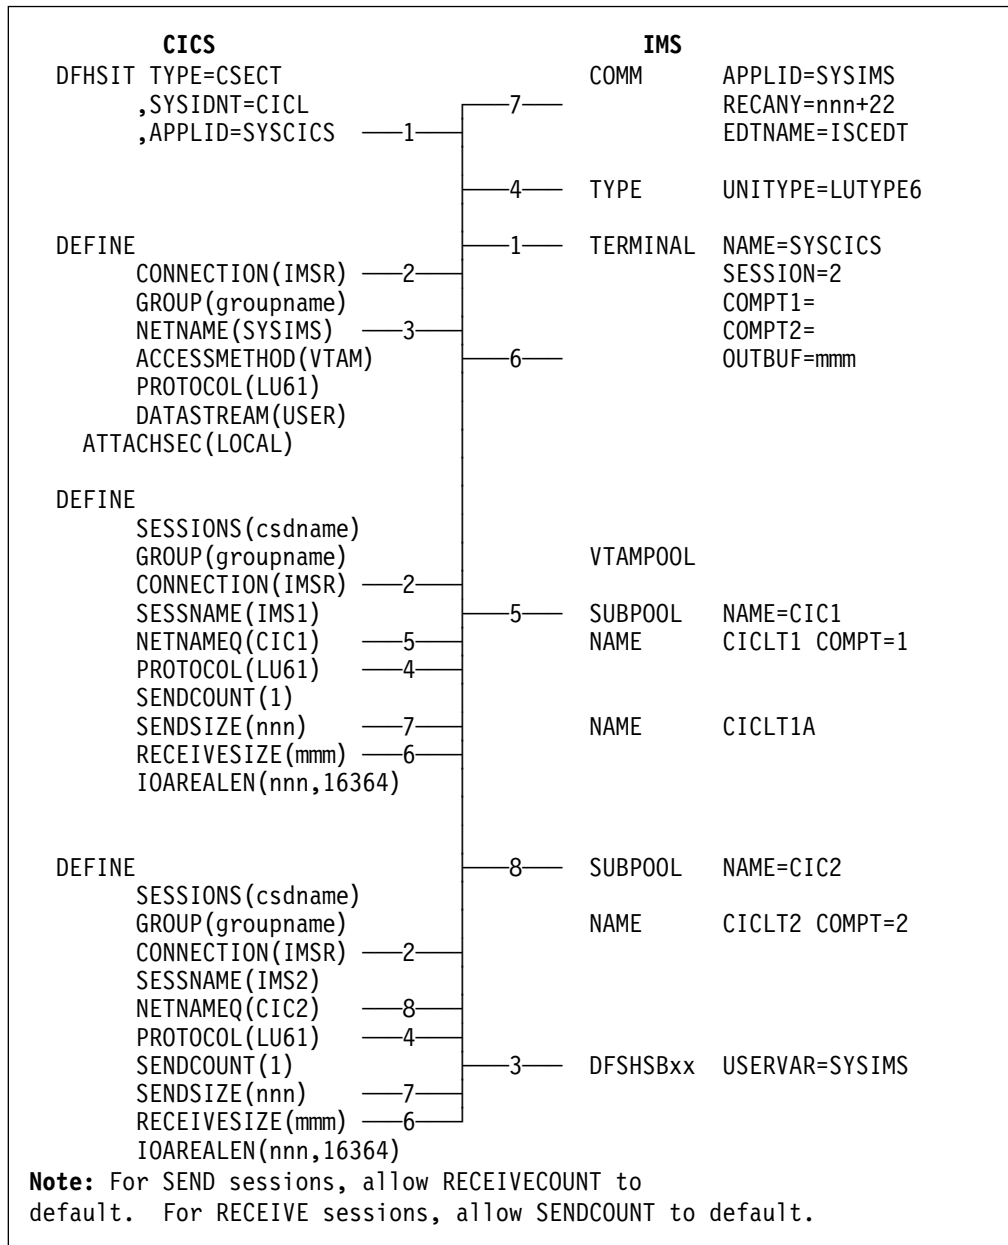 CICS IMS
DFHSIT TYPE=CSECT COMM APPLID=SYSIMS
,SYSIDNT=CICL 7 RECANY=nnn+22
,APPLID=SYSCICS 1 EDTNAME=ISCEDT
4 TYPE UNITYPE=LUTYPE6
DEFINE 1 TERMINAL NAME=SYSCICS
CONNECTION(IMSR) 2 SESSION=2
GROUP(groupname) COMPT1=
NETNAME(SYSIMS) 3 COMPT2=
ACCESSMETHOD(VTAM) 6 OUTBUF=mmm
PROTOCOL(LU61)
DATASTREAM(USER)
ATTACHSEC(LOCAL)
DEFINE
SESSIONS(csdname)
GROUP(groupname) VTAMPOOL
CONNECTION(IMSR) 2
SESSNAME(IMS1) 5 SUBPOOL NAME=CIC1
NETNAMEQ(CIC1) 5 NAME CICLT1 COMPT=1
PROTOCOL(LU61) 4
SENDCOUNT(1)
SENDSIZE(nnn) 7 NAME CICLT1A
RECEIVESIZE(mmm) 6
IOAREALEN(nnn,16364)
DEFINE 8 SUBPOOL NAME=CIC2
SESSIONS(csdname)
GROUP(groupname) NAME CICLT2 COMPT=2
CONNECTION(IMSR) 2
SESSNAME(IMS2)
NETNAMEQ(CIC2) 8
PROTOCOL(LU61) 4
SENDCOUNT(1) 3 DFSHSBxx USERVAR=SYSIMS
SENDSIZE(nnn) 7
RECEIVESIZE(mmm) 6
IOAREALEN(nnn,16364)
Note: For SEND sessions, allow RECEIVECOUNT to
default. For RECEIVE sessions, allow SENDCOUNT to default.